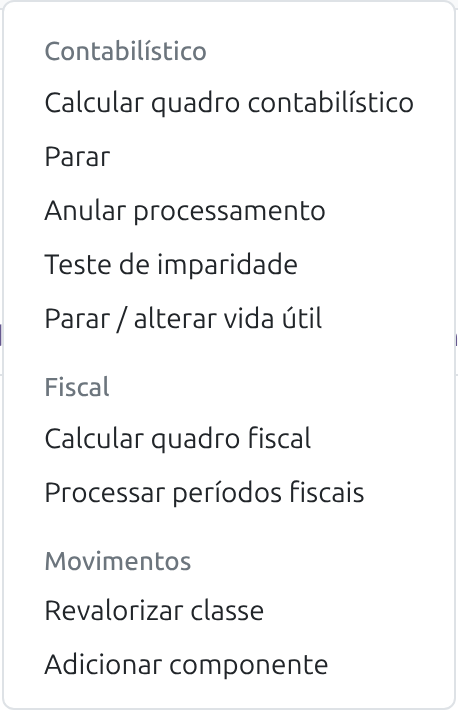 Contabilístico
Calcular quadro contabilístico
Parar
Anular processamento
Teste de imparidade
Parar / alterar vida útil
Fiscal
Calcular quadro fiscal
Processar períodos fiscais
Movimentos
Revalorizar classe
Adicionar componente